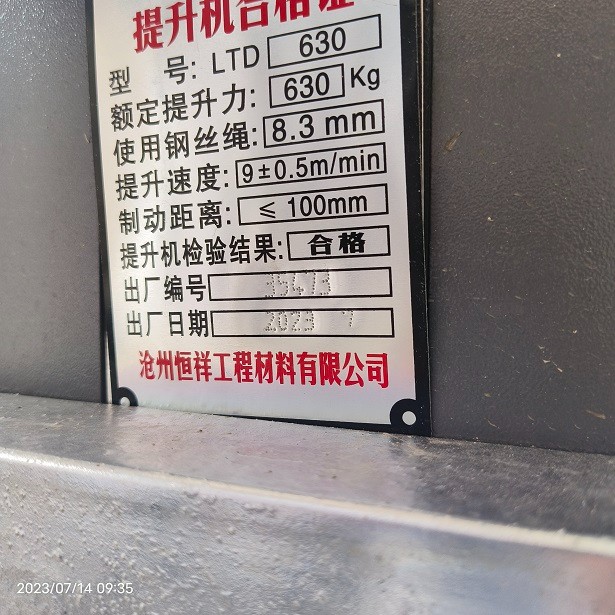 提升机合格证
型 号: LTD 630
额定提升力: 630 Kg
使用钢丝绳: 8.3 mm
提升速度: 9±0.5m/min
制动距离: ≤ 100mm
提升机检验结果: 合格
出厂编号 35473
出厂日期 2023 7
沧州恒祥工程材料有限公司
2023/07/14 09:35